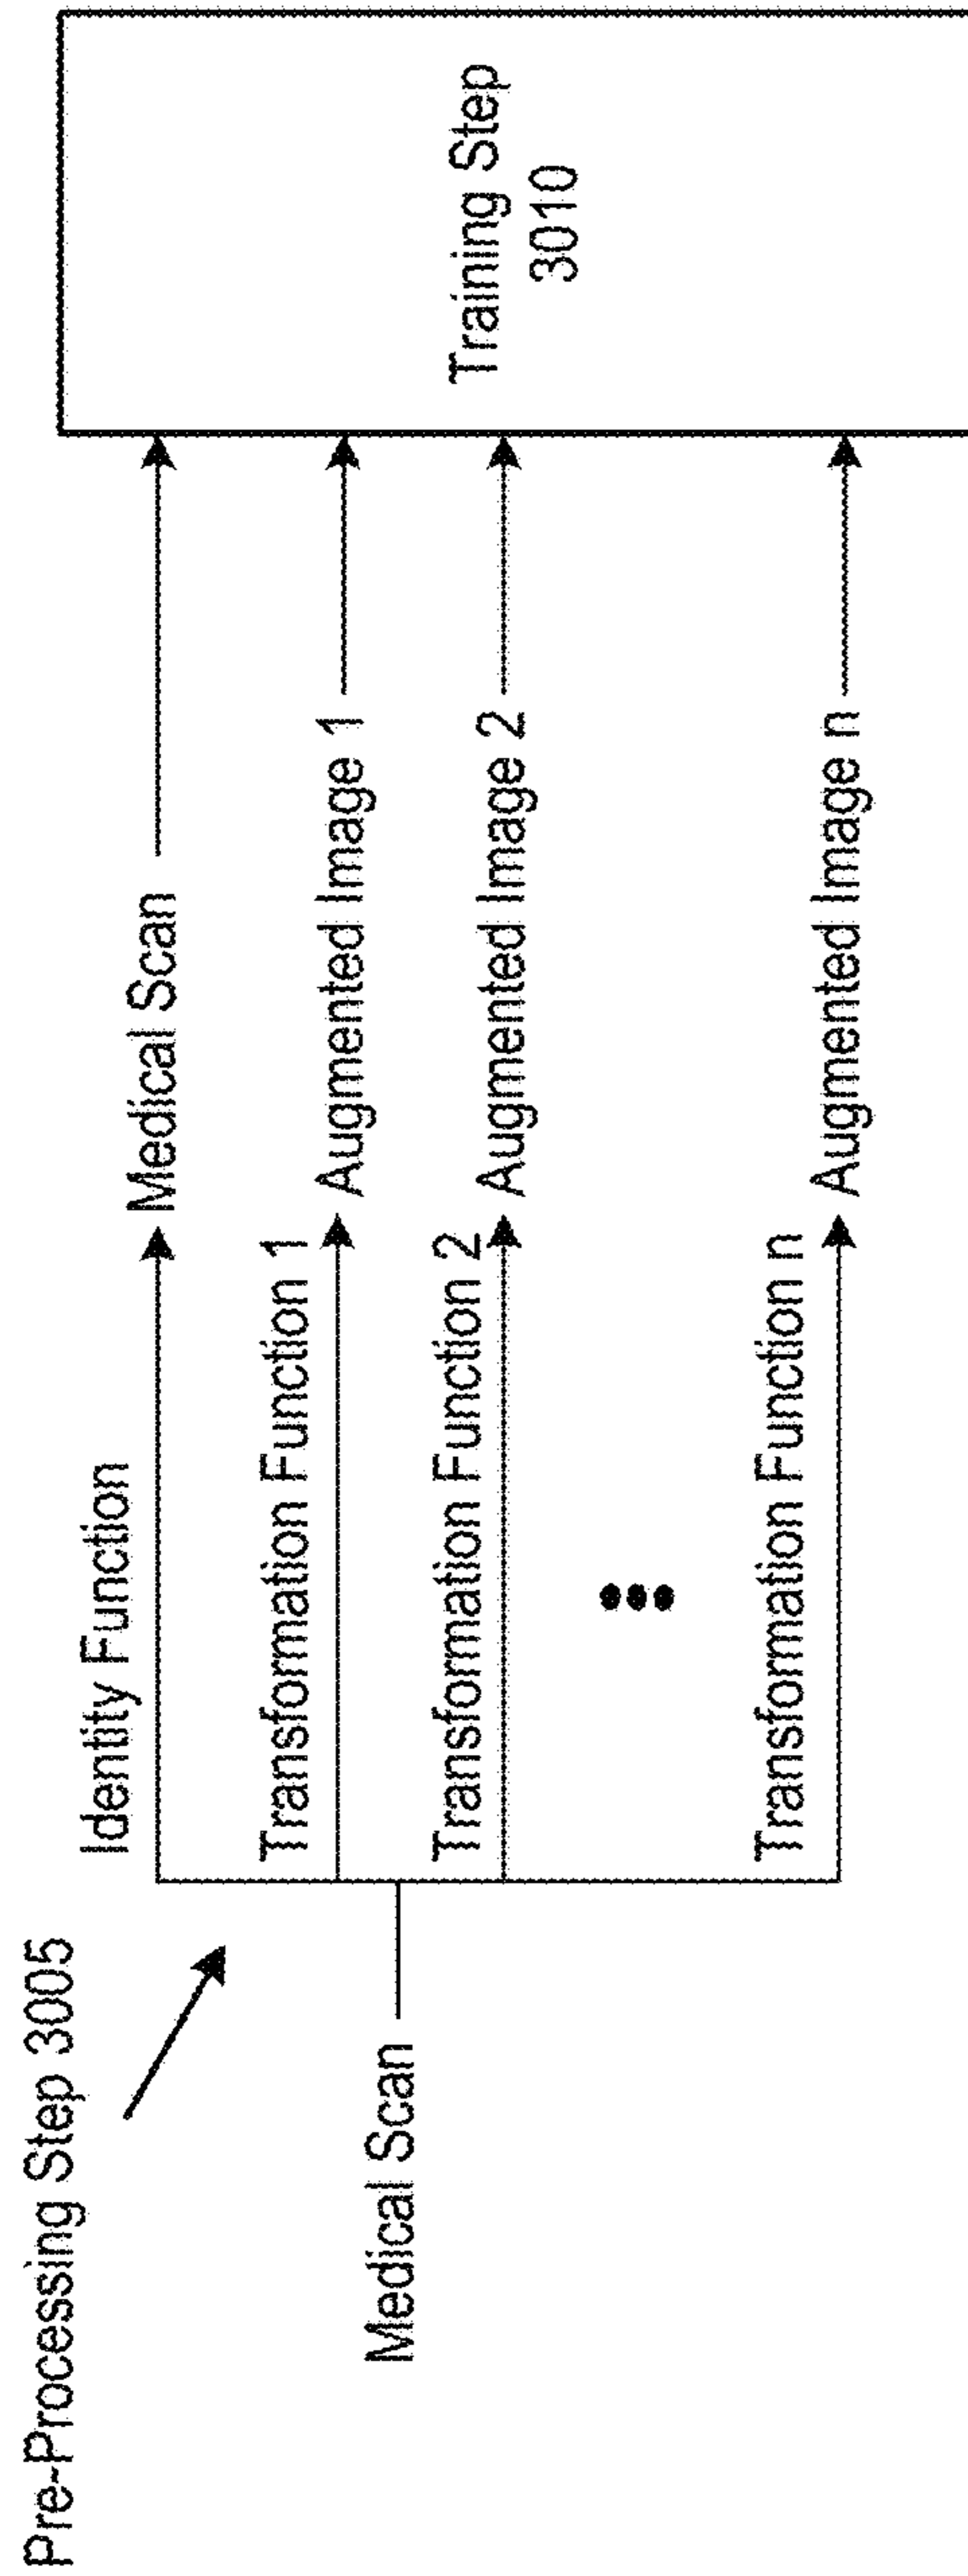 Pre-Processing Step 3005
Medical Scan
Identity Function
Medical Scan
Transformation Function 1
Augmented Image 1
Transformation Function 2
Augmented Image 2
Transformation Function n
Augmented Image n
Training Step
3010